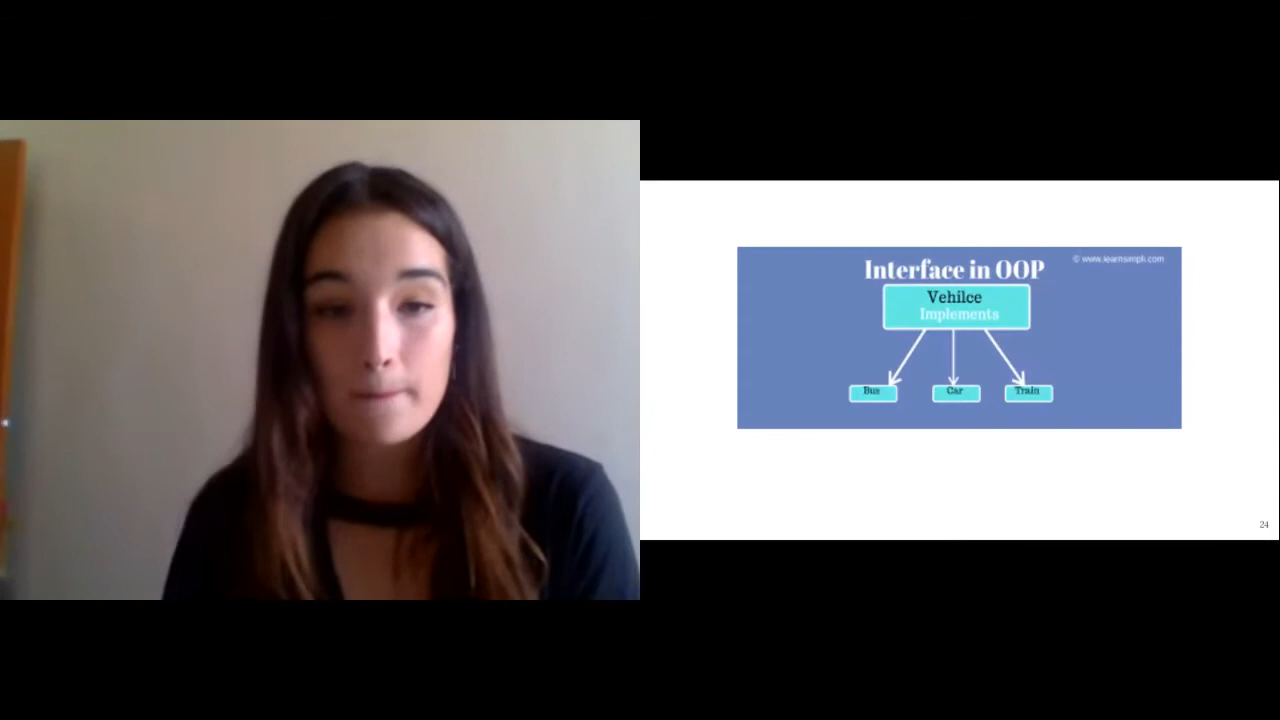 Interface in OOP
© www.learnsimpli.com
Vehilce
Implements
Bus
Car
Train
24